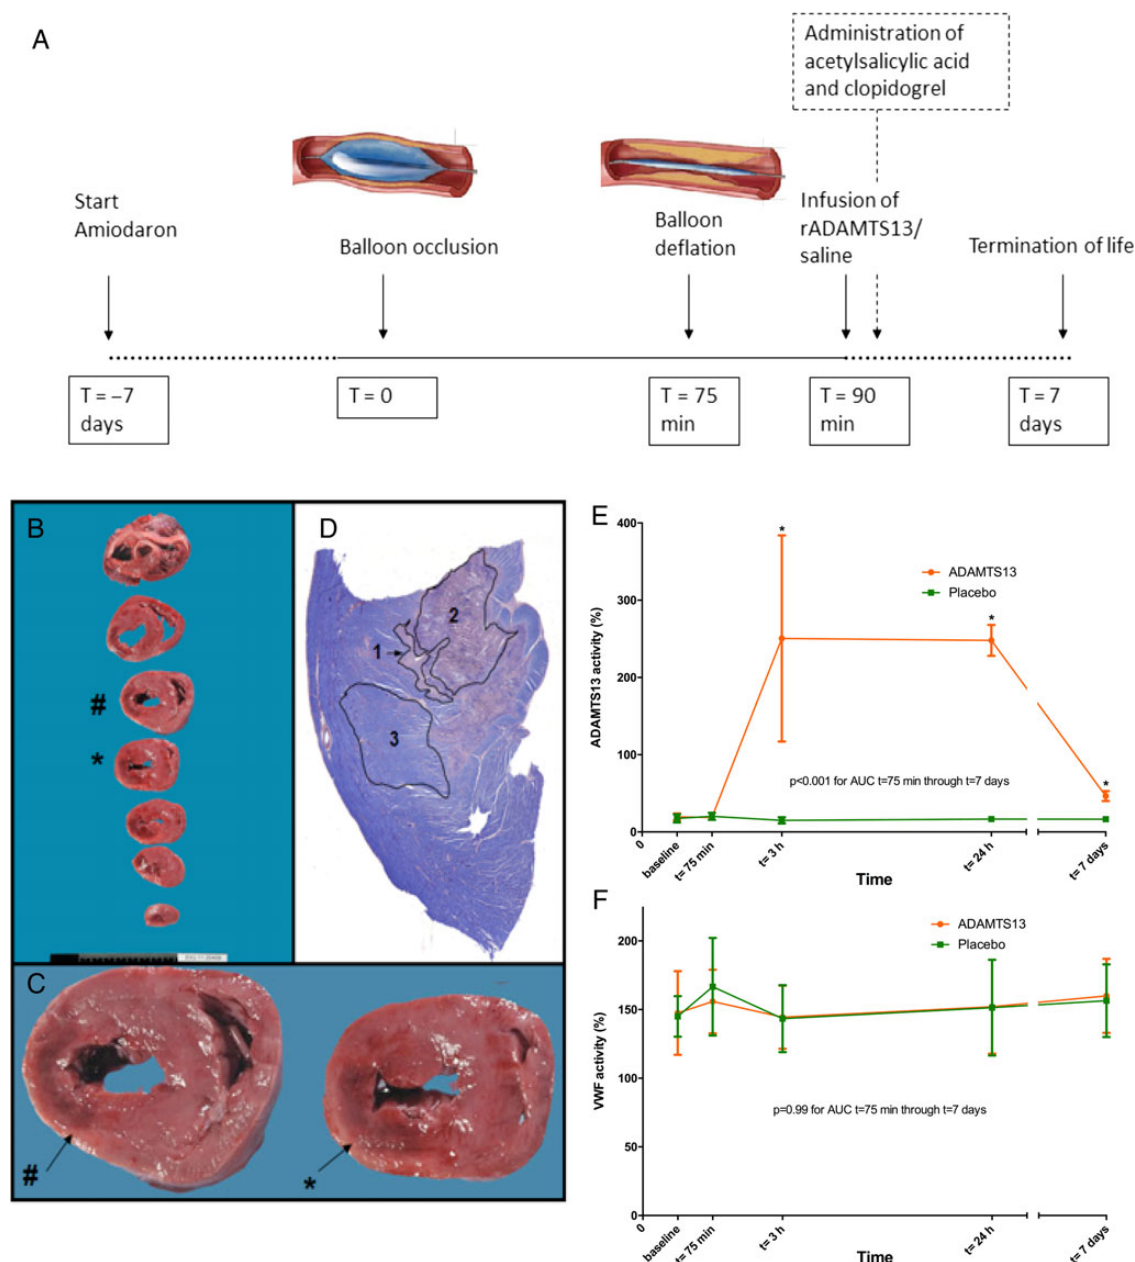 A
Administration of
acetylsalicylic acid
and clopidogrel
Start
Amiodaron
Balloon occlusion
Balloon
deflation
Infusion of
rADAMTS13/
saline
Termination of life
T = –7
days
T = 0
T = 75
min
T = 90
min
T = 7
days
B
#
*
C
#
*
D
1
2
3
E
ADAMTS13 activity (%)
400
300
200
100
0
*
*
*
ADAMTS13
Placebo
p<0.001 for AUC t=75 min through t=7 days
0
baseline
t= 75 min
t= 3 h
t= 24 h
t= 7 days
Time
F
VWF activity (%)
200
150
100
50
0
ADAMTS13
Placebo
p=0.99 for AUC t=75 min through t=7 days
0
baseline
t= 75 min
t= 3 h
t= 24 h
t= 7 days
Time